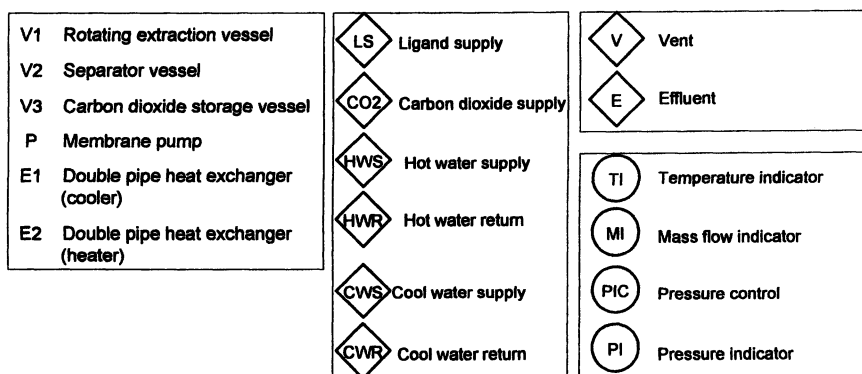 V1 Rotating extraction vessel
V2 Separator vessel
V3 Carbon dioxide storage vessel
P Membrane pump
E1 Double pipe heat exchanger
(cooler)
E2 Double pipe heat exchanger
(heater)
LS Ligand supply
CO2 Carbon dioxide supply
HWS Hot water supply
HWR Hot water return
CWS Cool water supply
CWR Cool water return
V Vent
E Effluent
TI Temperature indicator
MI Mass flow indicator
PIC Pressure control
PI Pressure indicator